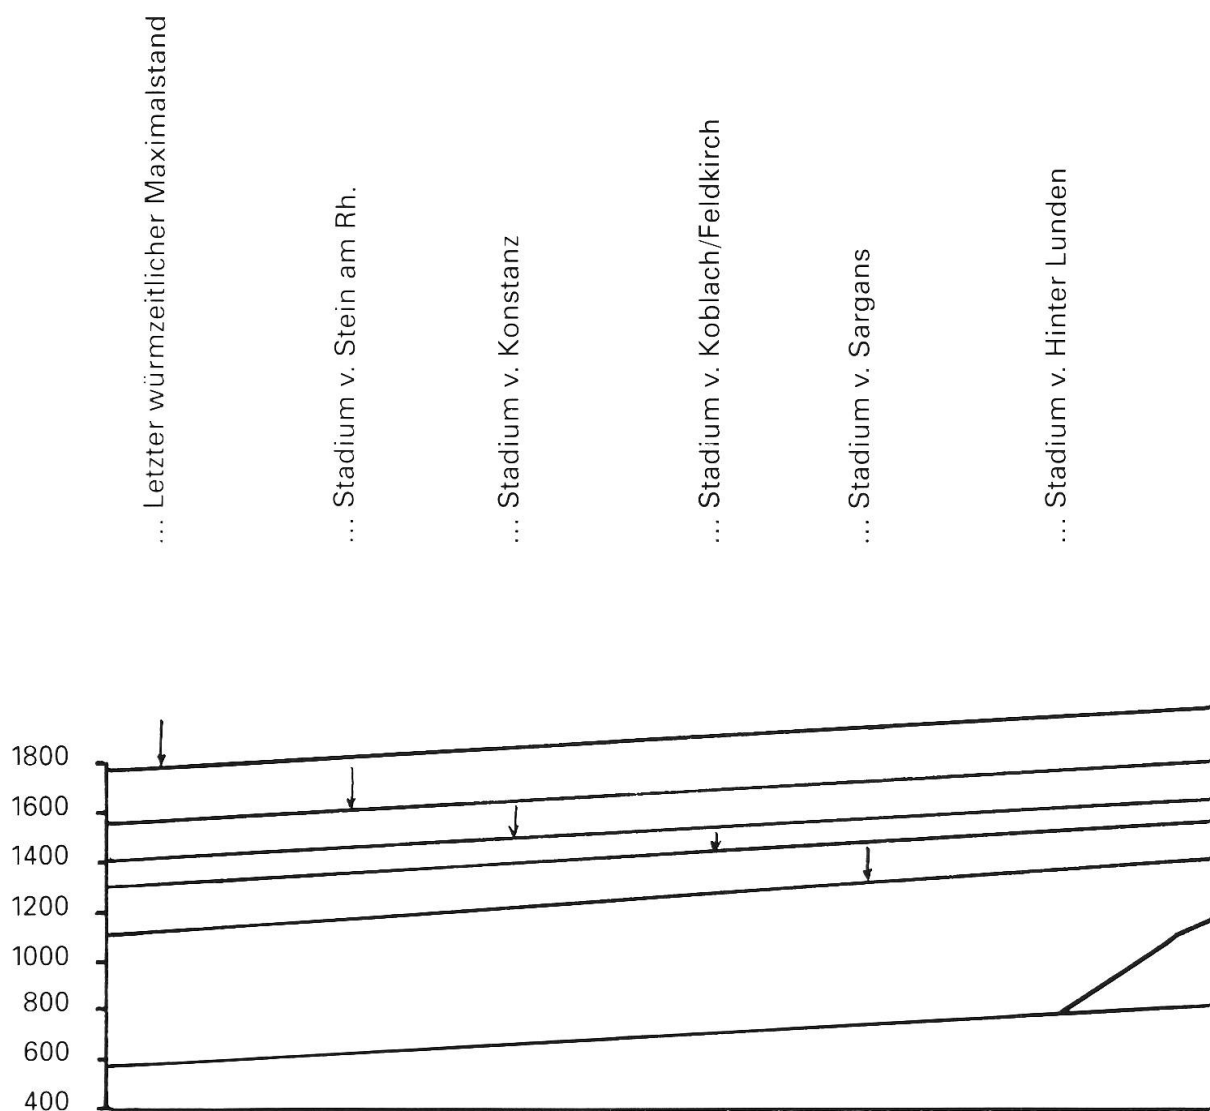 ... Letzter würmzeitlicher Maximalstand
... Stadium v. Stein am Rh.
... Stadium v. Konstanz
... Stadium v. Koblach/Feldkirch
... Stadium v. Sargans
... Stadium v. Hinter Lunden
1800
1600
1400
1200
1000
800
600
400